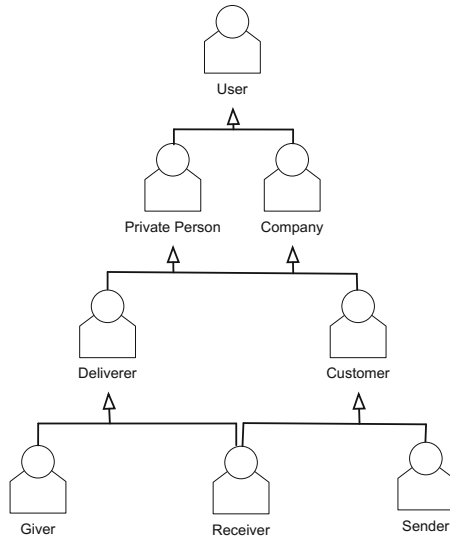 User
Private Person
Company
Deliverer
Customer
Giver
Receiver
Sender